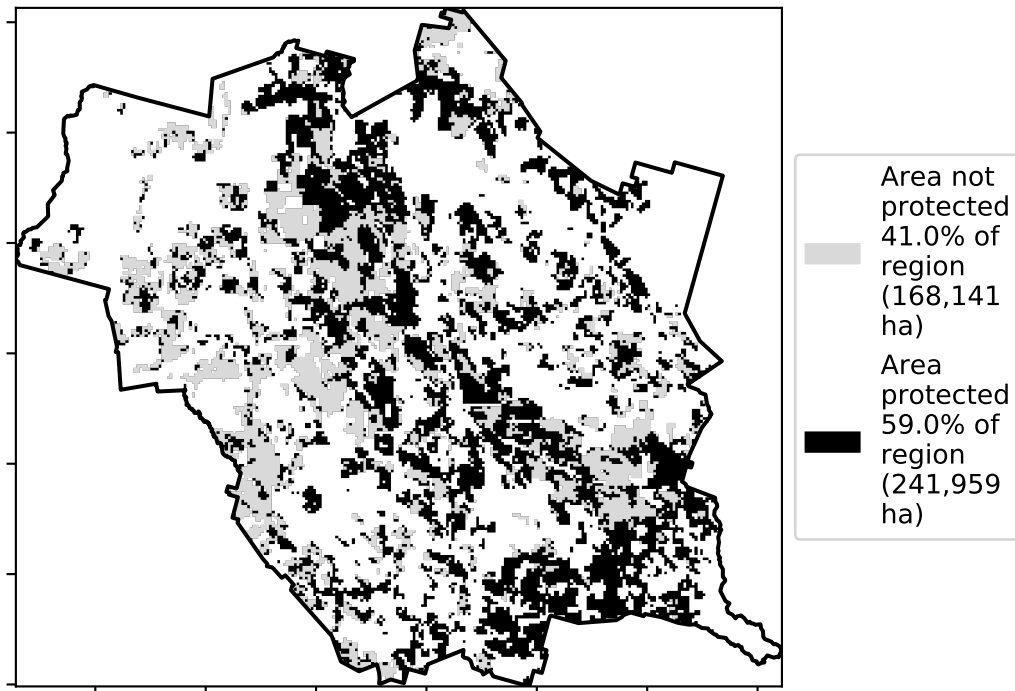 Area not
protected
41.0% of
region
(168,141
ha)
Area
protected
59.0% of
region
(241,959
ha)